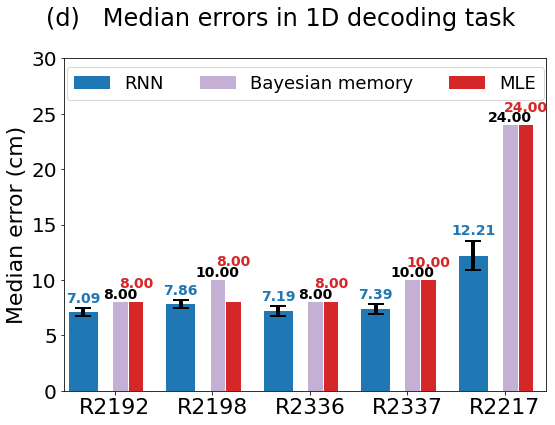 (d) Median errors in 1D decoding task
Median error (cm)
30
25
20
15
10
5
0
RNN Bayesian memory MLE
7.09 8.00 8.00
7.86 10.00 8.00
7.19 8.00 8.00
7.39 10.00 10.00
12.21 24.00 24.00
R2192 R2198 R2336 R2337 R2217